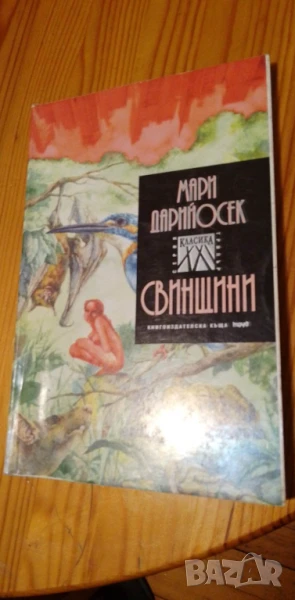 МАРИ
ДАРИЙОСЕК
КЛАСИКА
СВИНЩИНИ
КНИГОИЗДАТЕЛСКА КЪЩА Труд
BAZAR